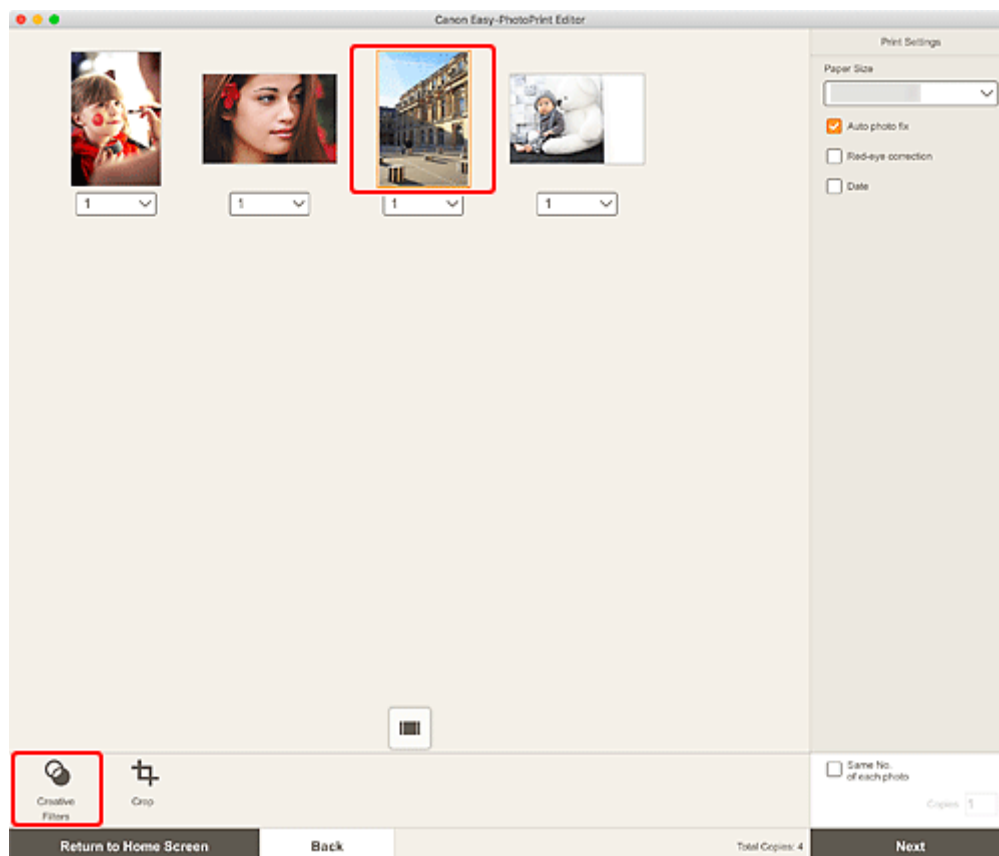 Canon Easy-PhotoPrint Editor
Print Settings
Paper Size
Auto photo fix
Red-eye correction
Date
1
1
1
1
Creative
Filters
Crop
Same No.
of each photo
Copies 1
Return to Home Screen
Back
Total Copies: 4
Next